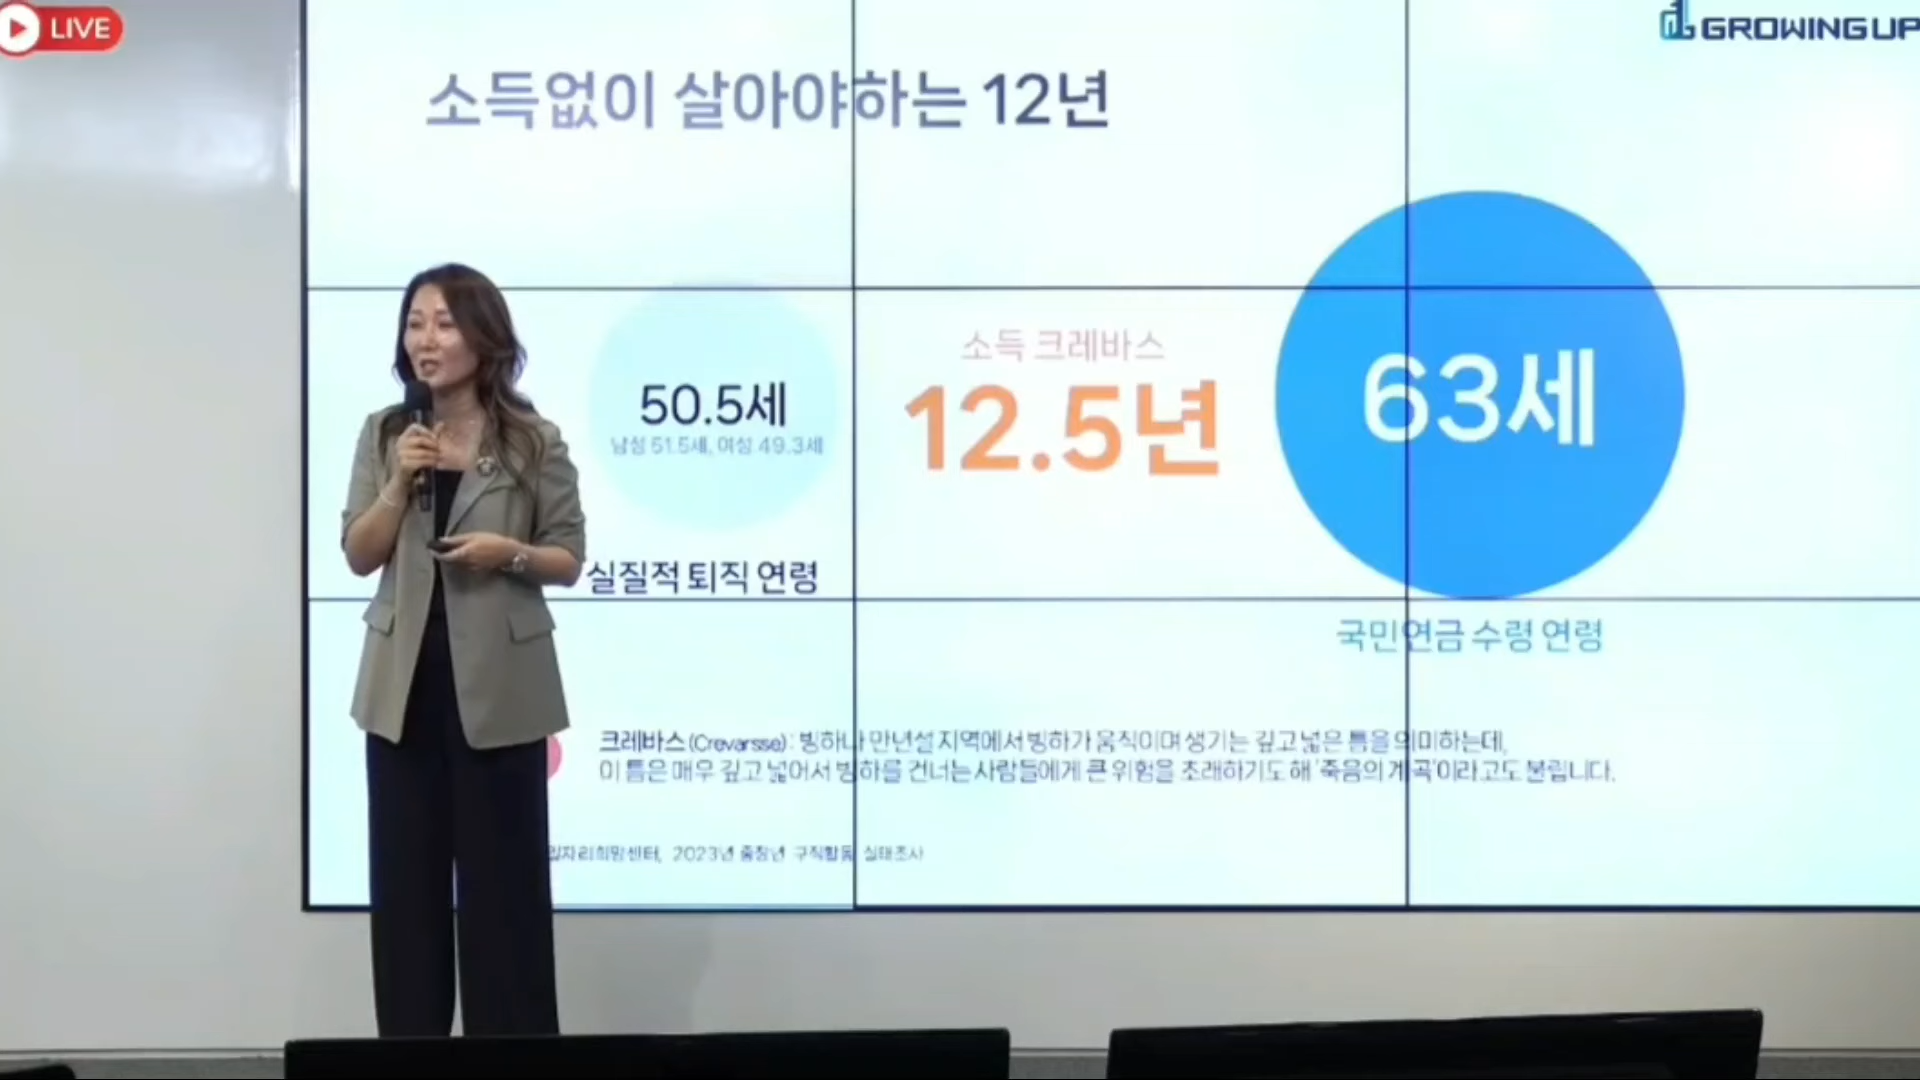 LIVE
GROWING UP
소득없이 살아야하는 12년
50.5세
남성 51.5세, 여성 49.3세
실질적 퇴직 연령
소득 크레바스
12.5년
63세
국민연금 수령 연령
크레바스(Crevarsse) : 빙하나 만년설 지역에서 빙하가 움직이며 생기는 깊고 넓은 틈을 의미하는데,
이 틈은 매우 깊고 넓어서 빙하를 건너는 사람들에게 큰 위험을 초래하기도 해 '죽음의 계곡'이라고도 불립니다.
일자리희망센터, 2023년 중장년 구직활동 실태조사